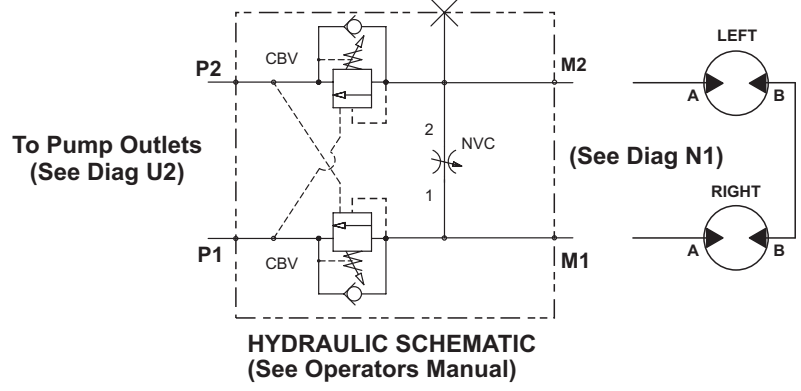 P2
CBV
M2
LEFT
A
B
To Pump Outlets
(See Diag U2)
2
NVC
1
(See Diag N1)
RIGHT
A
B
P1
CBV
M1
HYDRAULIC SCHEMATIC
(See Operators Manual)